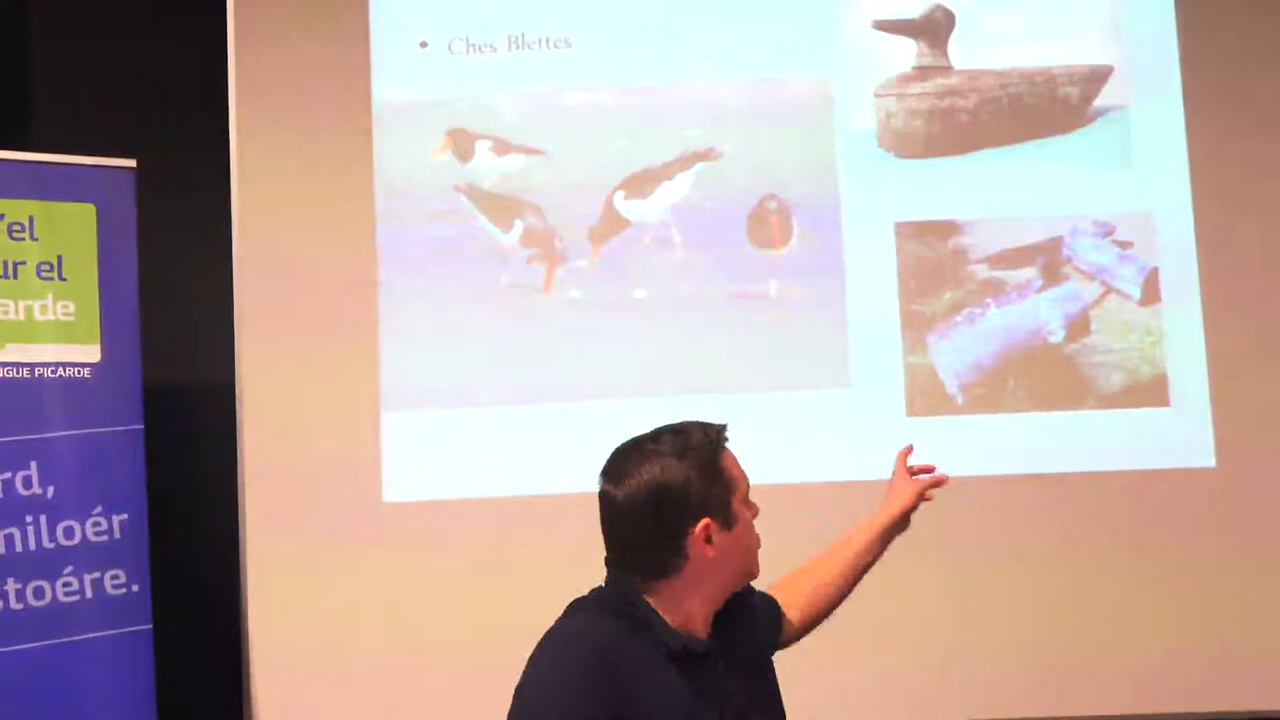 • Chés Blettes
'el
ur el
arde
NGUE PICARDE
rd,
niloér
stoére.